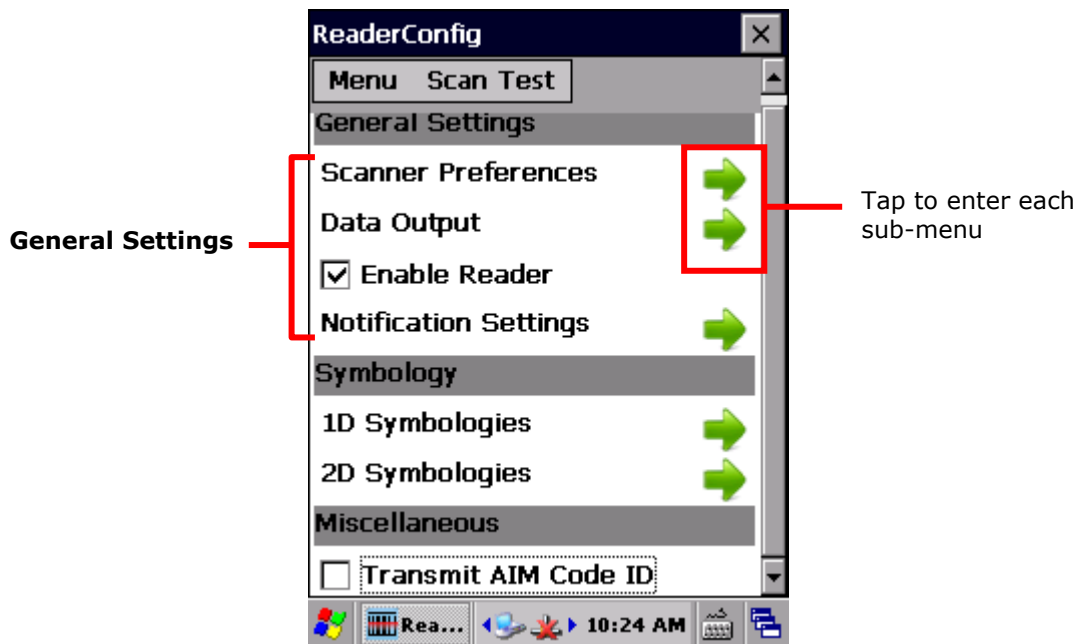 ReaderConfig
Menu Scan Test
General Settings
Scanner Preferences
Data Output
Enable Reader
Notification Settings
Symbology
1D Symbologies
2D Symbologies
Miscellaneous
Transmit AIM Code ID
Rea... 10:24 AM
General Settings
Tap to enter each
sub-menu